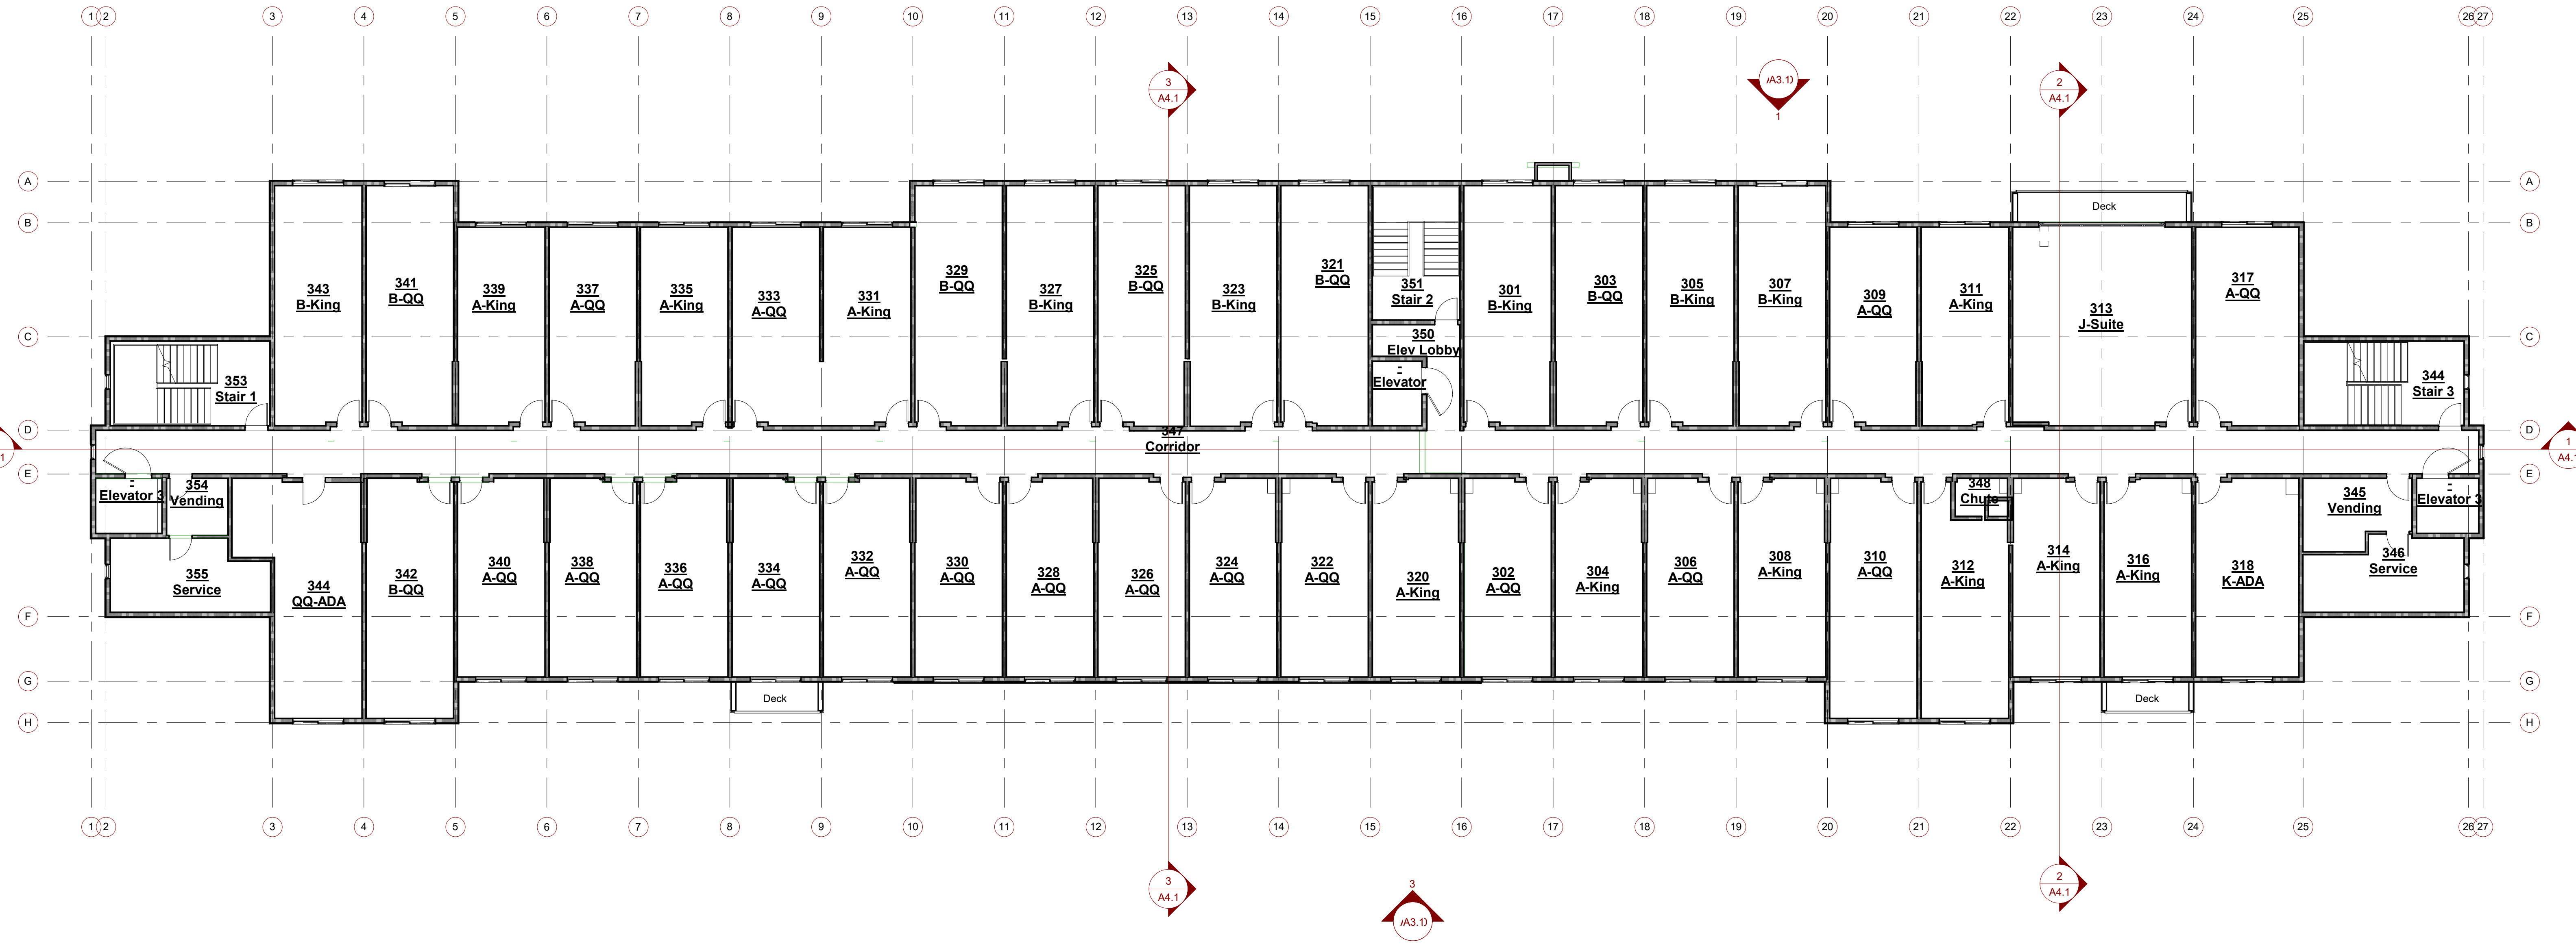 1 2 3 4 5 6 7 8 9 10 11 12 13 14 15 16 17 18 19 20 21 22 23 24 25 26 27
3
A4.1
(A3.1)
1
2
A4.1
A
A
B
B
Deck
343
B-King
341
B-QQ
339
A-King
337
A-QQ
335
A-King
333
A-QQ
331
A-King
329
B-QQ
327
B-King
325
B-QQ
323
B-King
321
B-QQ
351
Stair 2
350
Elev Lobby
-
Elevator
301
B-King
303
B-QQ
305
B-King
307
B-King
309
A-QQ
311
A-King
313
J-Suite
317
A-QQ
C
C
353
Stair 1
344
Stair 3
D
D
347
Corridor
1
1
A4.1
E
E
-
Elevator 3
354
Vending
348
Chute
345
Vending
-
Elevator 3
355
Service
344
QQ-ADA
342
B-QQ
340
A-QQ
338
A-QQ
336
A-QQ
334
A-QQ
332
A-QQ
330
A-QQ
328
A-QQ
326
A-QQ
324
A-QQ
322
A-QQ
320
A-King
302
A-QQ
304
A-King
306
A-QQ
308
A-King
310
A-QQ
312
A-King
314
A-King
316
A-King
318
K-ADA
346
Service
F
F
G
G
Deck
Deck
H
H
1 2 3 4 5 6 7 8 9 10 11 12 13 14 15 16 17 18 19 20 21 22 23 24 25 26 27
3
A4.1
3
(A3.1)
2
A4.1